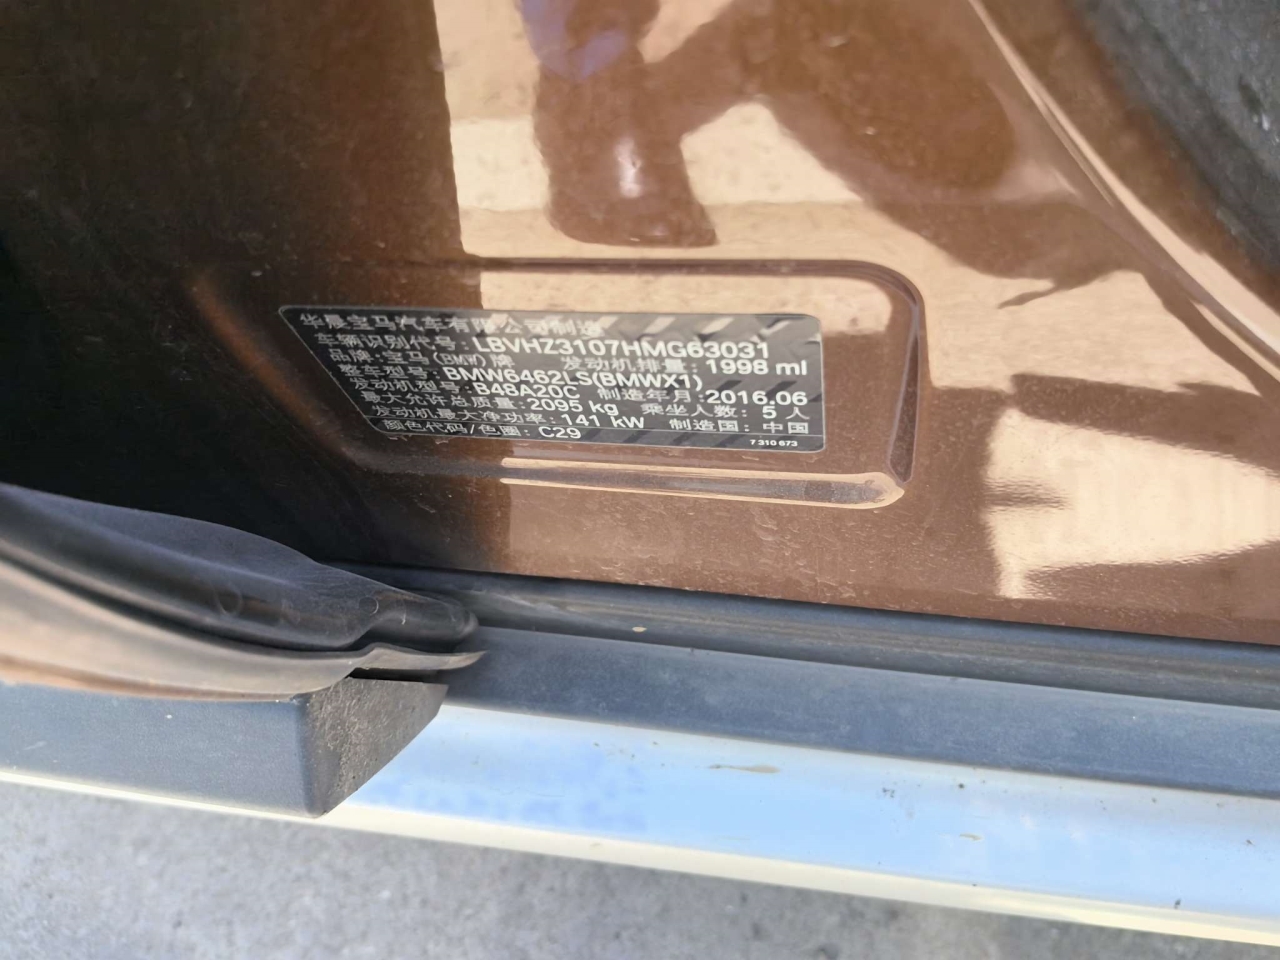 华晨宝马汽车有限公司制造
车辆识别代号: LBVHZ3107HMG63031
品牌: 宝马(BMW)牌 发动机排量: 1998 ml
整车型号: BMW6462LS(BMWX1)
发动机型号: B48A20C 制造年月: 2016.06
最大允许总质量: 2095 kg 乘坐人数: 5 人
发动机最大净功率: 141 kW 制造国: 中国
颜色代码/色圈: C29 7 310 673